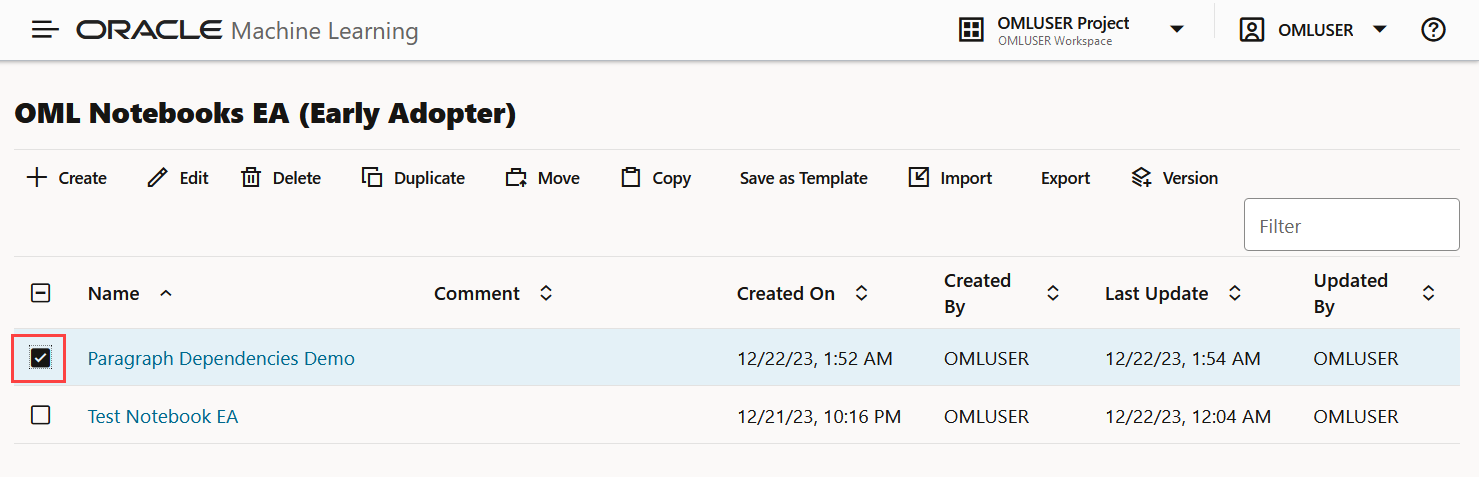 ORACLE Machine Learning
OMLUSER Project
OMLUSER Workspace
OMLUSER
?
OML Notebooks EA (Early Adopter)
Create Edit Delete Duplicate Move Copy Save as Template Import Export Version
Filter
Name Comment Created On Created By Last Update Updated By
Paragraph Dependencies Demo 12/22/23, 1:52 AM OMLUSER 12/22/23, 1:54 AM OMLUSER
Test Notebook EA 12/21/23, 10:16 PM OMLUSER 12/22/23, 12:04 AM OMLUSER